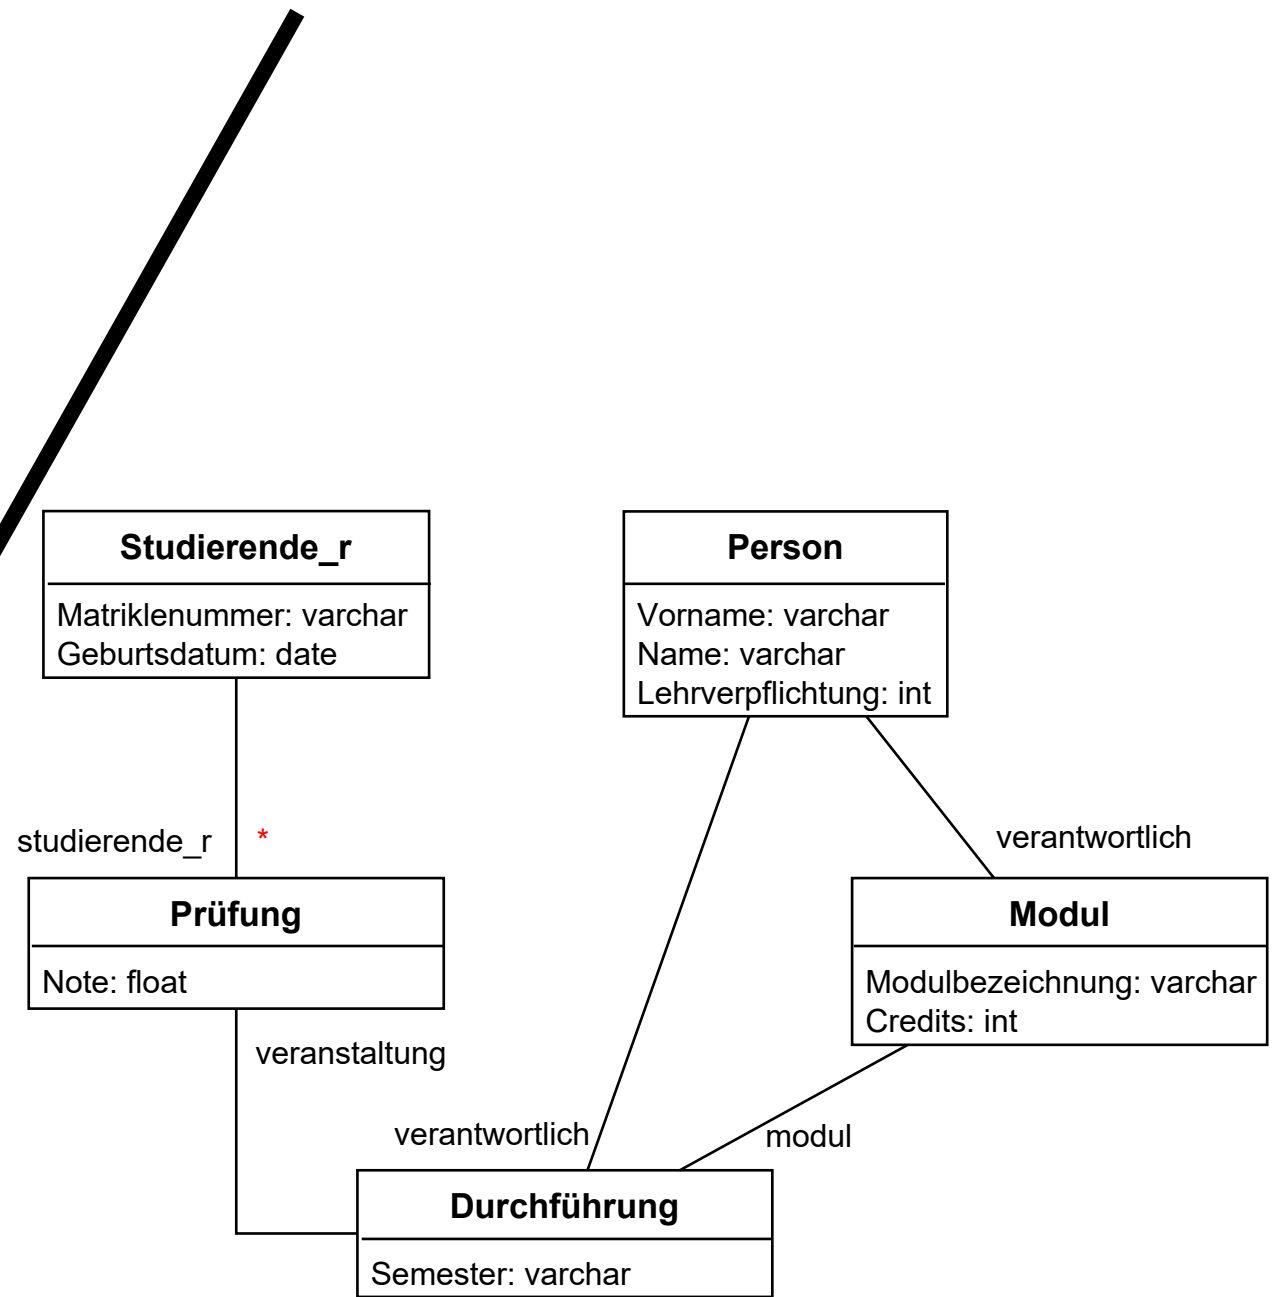 Studierende_r
Matriklenummer: varchar
Geburtsdatum: date
Person
Vorname: varchar
Name: varchar
Lehrverpflichtung: int
studierende_r
*
verantwortlich
Prüfung
Note: float
Modul
Modulbezeichnung: varchar
Credits: int
veranstaltung
verantwortlich
modul
Durchführung
Semester: varchar